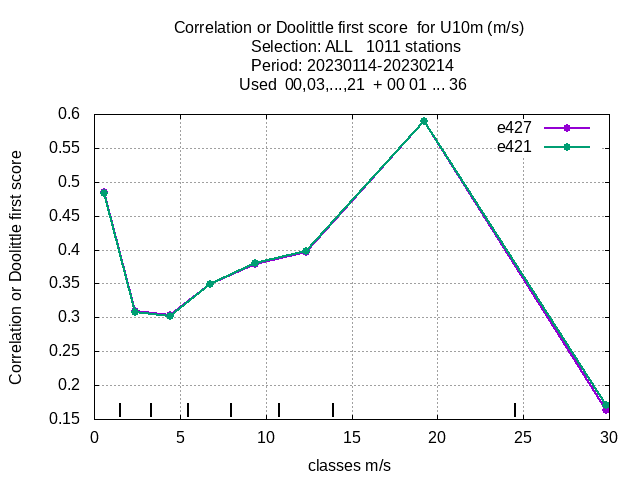 Correlation or Doolittle first score  for U10m (m/s)
Selection: ALL   1011 stations
Period: 20230114-20230214
Used  00,03,...,21  + 00 01 ... 36
Correlation or Doolittle first score
0.6
0.55
0.5
0.45
0.4
0.35
0.3
0.25
0.2
0.15
e427
e421
0 5 10 15 20 25 30
classes m/s